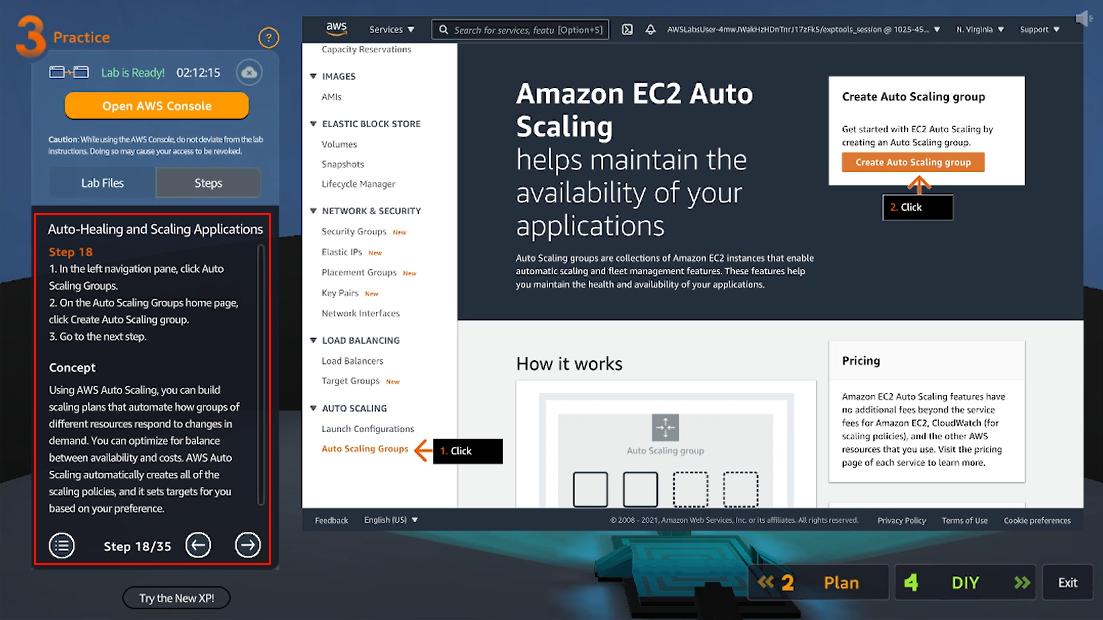 3 Practice
?
Lab is Ready! 02:12:15
Open AWS Console
Caution: While using the AWS Console, do not deviate from the lab
instructions. Doing so may cause your access to be revoked.
Lab Files
Steps
Auto-Healing and Scaling Applications
Step 18
1. In the left navigation pane, click Auto
Scaling Groups.
2. On the Auto Scaling Groups home page,
click Create Auto Scaling group.
3. Go to the next step.
Concept
Using AWS Auto Scaling, you can build
scaling plans that automate how groups of
different resources respond to changes in
demand. You can optimize for balance
between availability and costs. AWS Auto
Scaling automatically creates all of the
scaling policies, and it sets targets for you
based on your preference.
Step 18/35
Try the New XP!
aws
Services
Search for services, featu [Option+S]
N. Virginia
Support
Capacity Reservations
IMAGES
AMIs
ELASTIC BLOCK STORE
Volumes
Snapshots
Lifecycle Manager
NETWORK & SECURITY
Security Groups New
Elastic IPs New
Placement Groups New
Key Pairs New
Network Interfaces
LOAD BALANCING
Load Balancers
Target Groups New
AUTO SCALING
Launch Configurations
Auto Scaling Groups
1. Click
Amazon EC2 Auto
Scaling
helps maintain the
availability of your
applications
Auto Scaling groups are collections of Amazon EC2 instances that enable
automatic scaling and fleet management features. These features help
you maintain the health and availability of your applications.
Create Auto Scaling group
Get started with EC2 Auto Scaling by
creating an Auto Scaling group.
Create Auto Scaling group
2. Click
How it works
Auto Scaling group
Pricing
Amazon EC2 Auto Scaling features have
no additional fees beyond the service
fees for Amazon EC2, CloudWatch (for
scaling policies), and the other AWS
resources that you use. Visit the pricing
page of each service to learn more.
Feedback
English (US)
© 2008 - 2021, Amazon Web Services, Inc. or its affiliates. All rights reserved.
Privacy Policy
Terms of Use
Cookie preferences
2 Plan
4 DIY
Exit